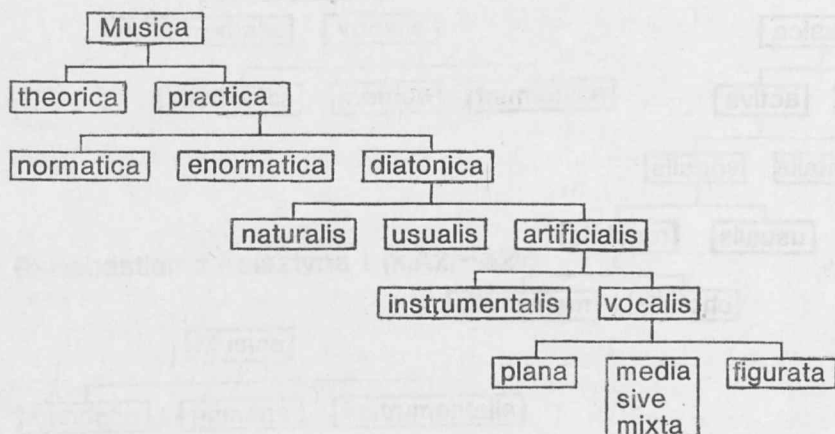 Musica
theorica practica
normatica enormatica diatonica
naturalis usualis artificialis
instrumentalis vocalis
plana media figurata
sive
mixta